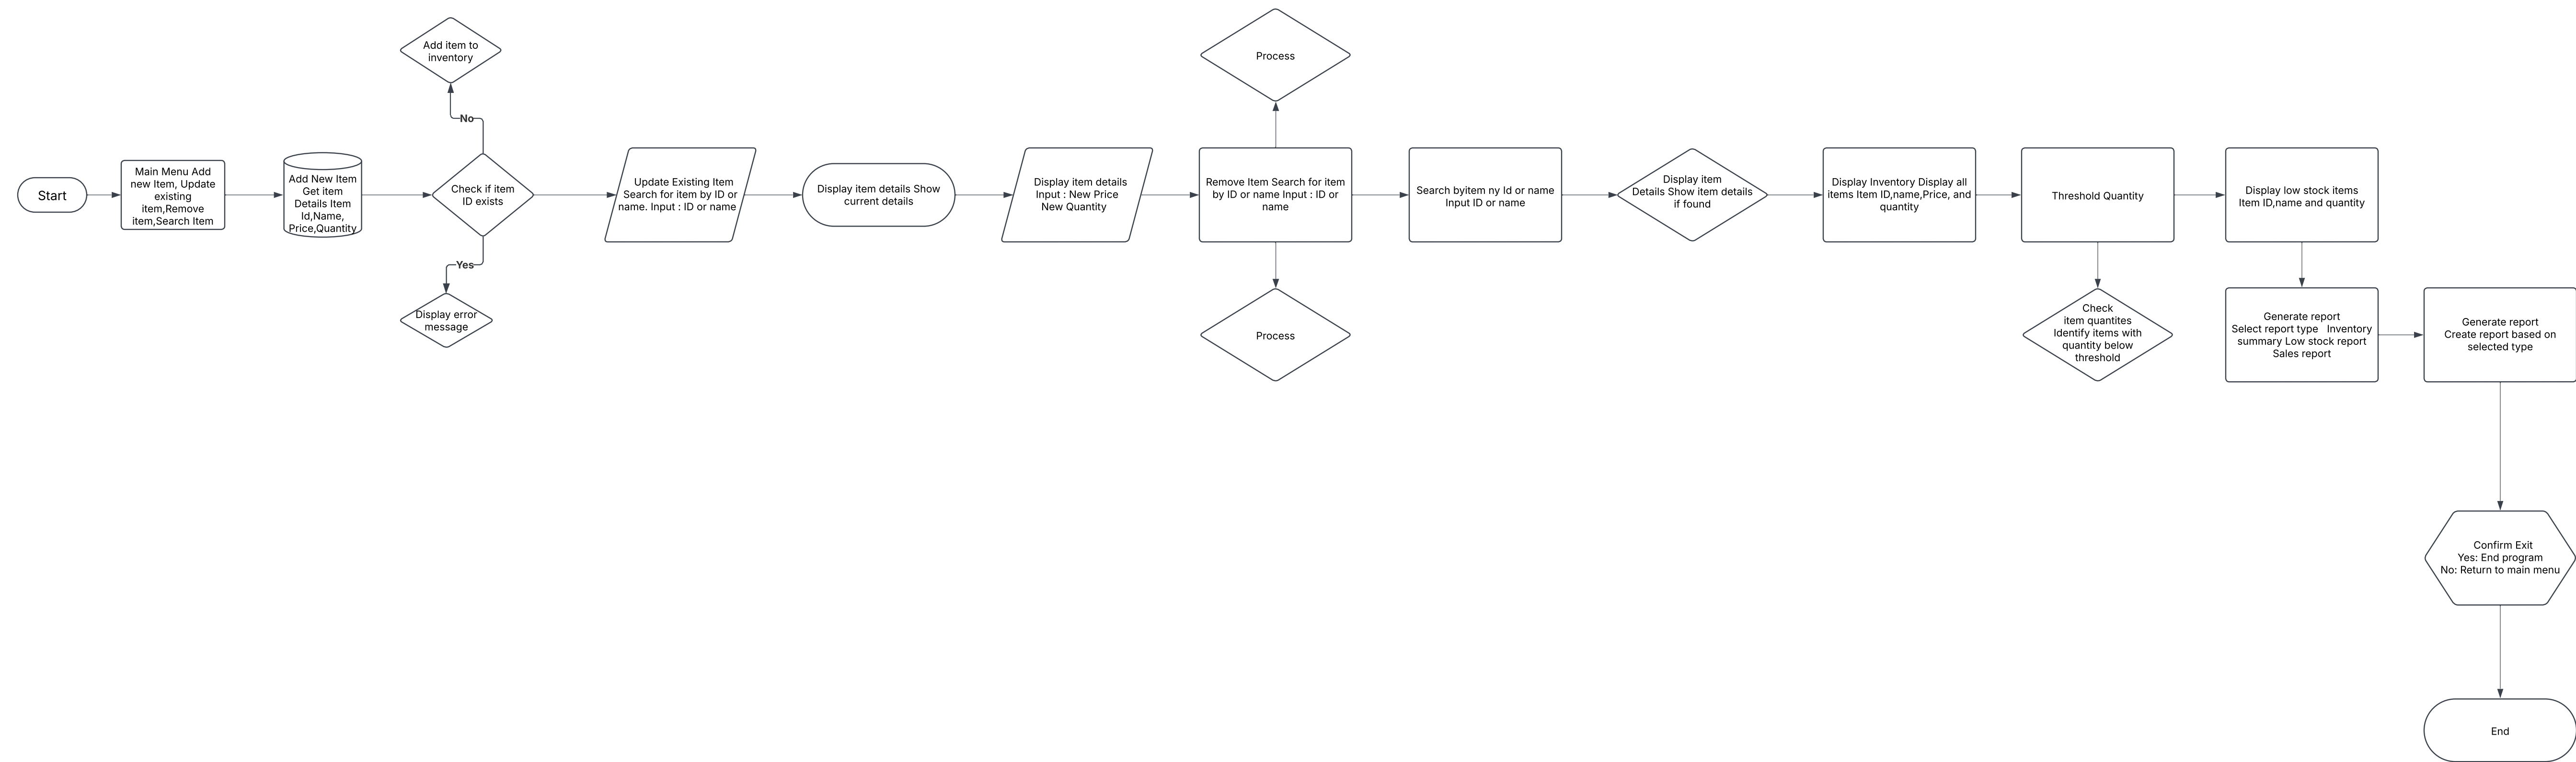 Start
Main Menu Add
new Item, Update
existing
item,Remove
item,Search Item
Add New Item
Get item
Details Item
Id,Name,
Price,Quantity
Check if item
ID exists
No
Add item to
inventory
Yes
Display error
message
Update Existing Item
Search for item by ID or
name. Input : ID or name
Display item details Show
current details
Display item details
Input : New Price
New Quantity
Remove Item Search for item
by ID or name Input : ID or
name
Process
Process
Search byitem ny Id or name
Input ID or name
Display item
Details Show item details
if found
Display Inventory Display all
items Item ID,name,Price, and
quantity
Threshold Quantity
Check
item quantites
Identify items with
quantity below
threshold
Display low stock items
Item ID,name and quantity
Generate report
Select report type   Inventory
summary Low stock report
Sales report
Generate report
Create report based on
selected type
Confirm Exit
Yes: End program
No: Return to main menu
End